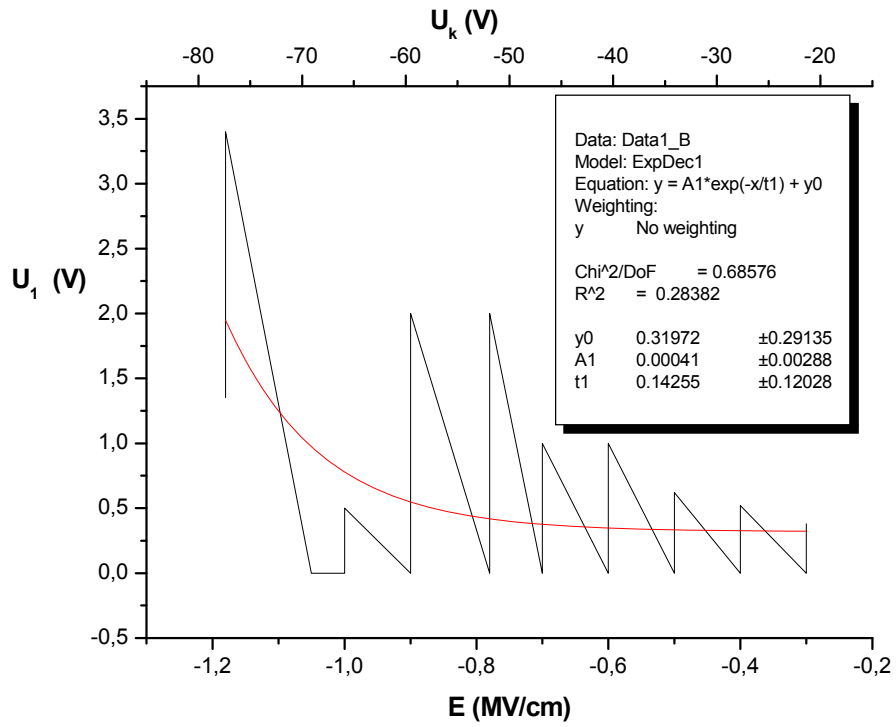 U_k (V)
-80 -70 -60 -50 -40 -30 -20
3,5
3,0
2,5
2,0
1,5
1,0
0,5
0,0
-0,5
U_1 (V)
Data: Data1_B
Model: ExpDec1
Equation: y = A1*exp(-x/t1) + y0
Weighting:
y No weighting
Chi^2/DoF = 0.68576
R^2 = 0.28382
y0 0.31972 ±0.29135
A1 0.00041 ±0.00288
t1 0.14255 ±0.12028
-1,2 -1,0 -0,8 -0,6 -0,4 -0,2
E (MV/cm)